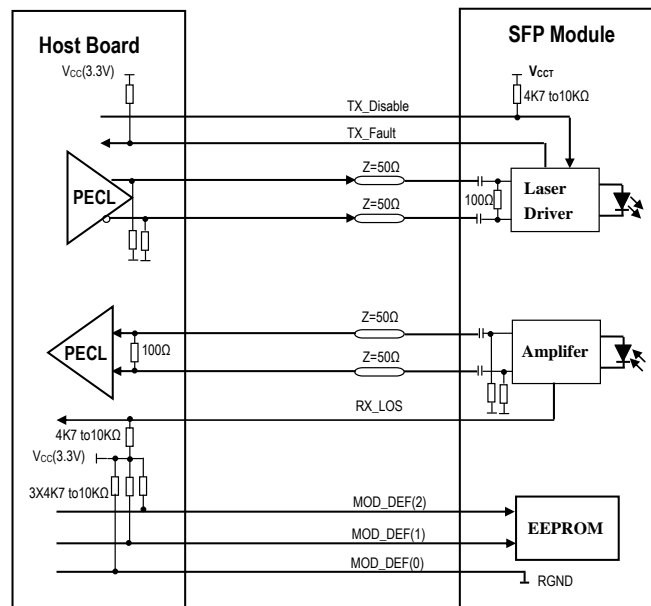 Host Board
SFP Module
VCC(3.3V)
VCCT
4K7 to10KΩ
TX_Disable
TX_Fault
Z=50Ω
PECL
100Ω
Laser
Driver
Z=50Ω
Z=50Ω
PECL
100Ω
Amplifer
Z=50Ω
RX_LOS
4K7 to10KΩ
VCC(3.3V)
3X4K7 to10KΩ
MOD_DEF(2)
EEPROM
MOD_DEF(1)
MOD_DEF(0)
RGND